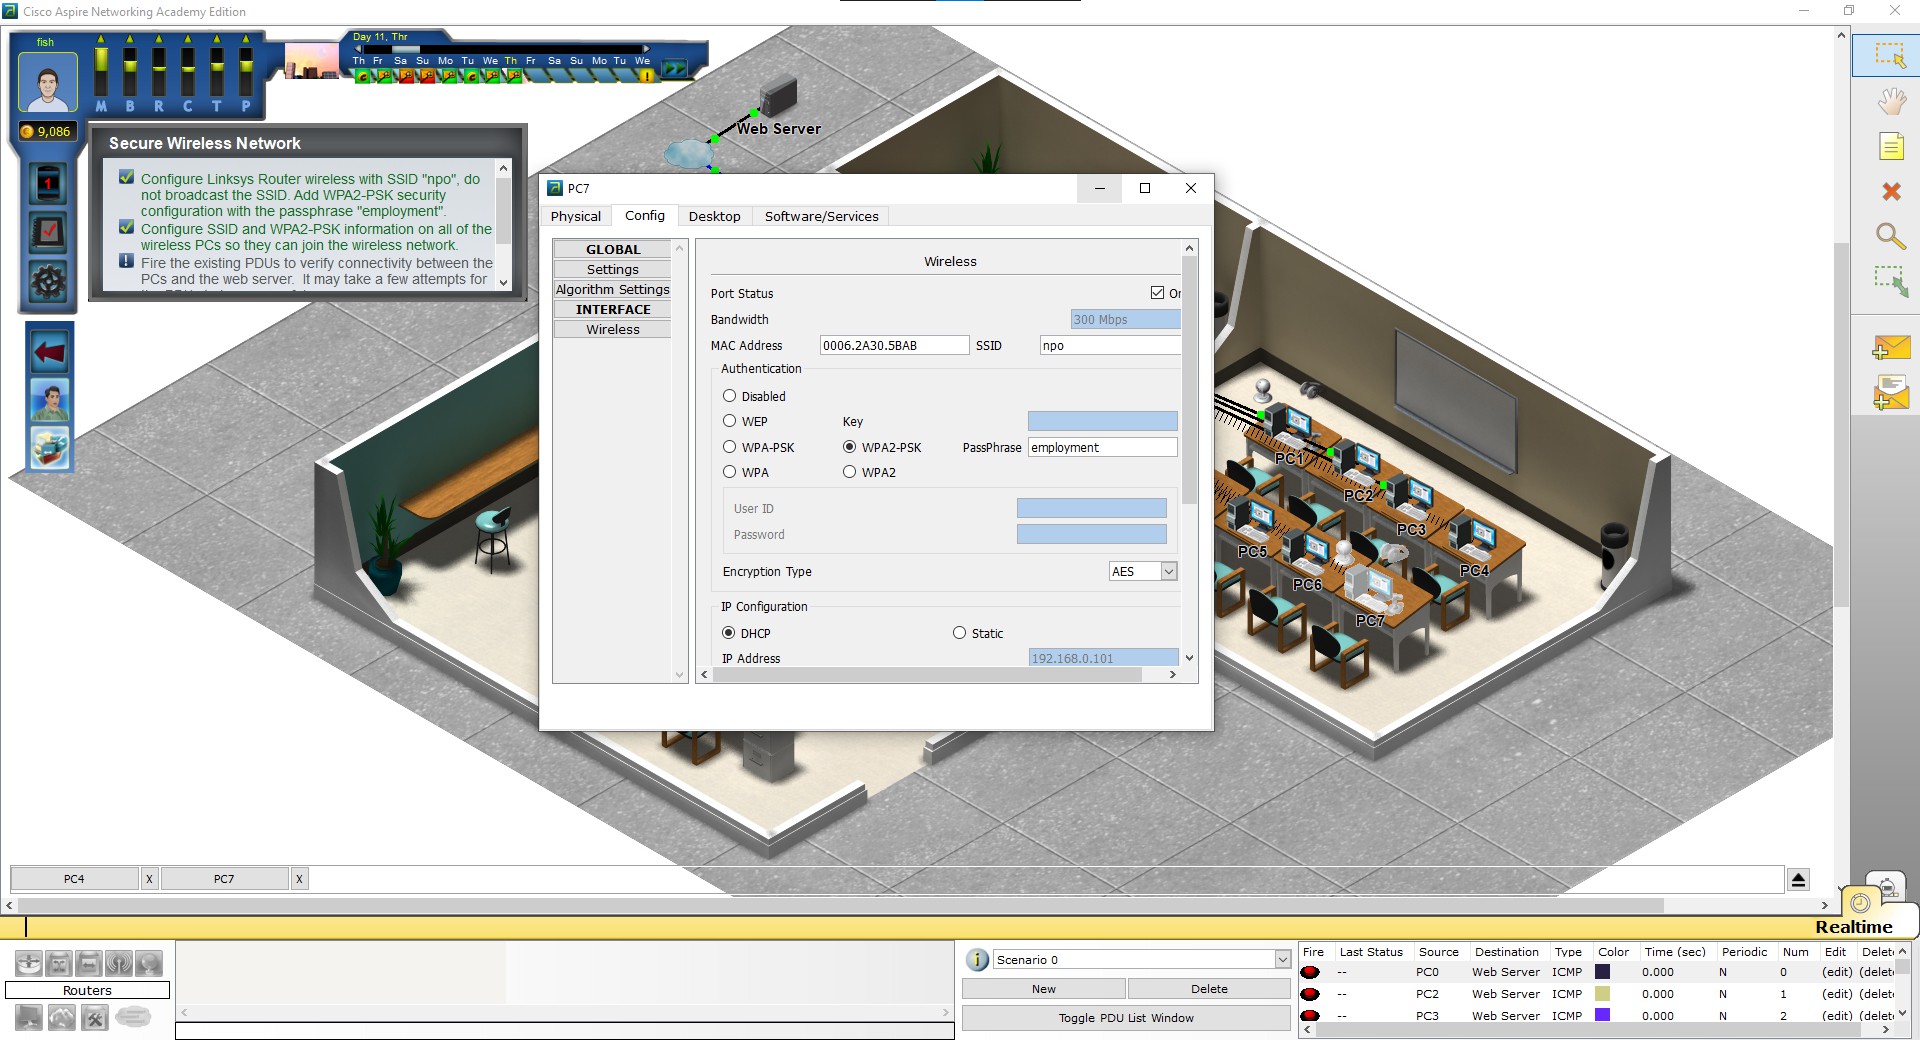 Cisco Aspire Networking Academy Edition
fish
M B R C T P
9,086
Day 11, Thr
Th Fr Sa Su Mo Tu We Th Fr Sa Su Mo Tu We
1
Secure Wireless Network
Configure Linksys Router wireless with SSID "npo", do
not broadcast the SSID. Add WPA2-PSK security
configuration with the passphrase "employment".
Configure SSID and WPA2-PSK information on all of the
wireless PCs so they can join the wireless network.
Fire the existing PDUs to verify connectivity between the
PCs and the web server. It may take a few attempts for
Web Server
PC7
Physical Config Desktop Software/Services
GLOBAL
Settings
Algorithm Settings
INTERFACE
Wireless
Wireless
Port Status
Bandwidth 300 Mbps
MAC Address 0006.2A30.5BAB SSID npo
Authentication
Disabled
WEP Key
WPA-PSK WPA2-PSK PassPhrase employment
WPA WPA2
User ID
Password
Encryption Type AES
IP Configuration
DHCP Static
IP Address 192.168.0.101
PC1
PC2
PC3
PC4
PC5
PC6
PC7
PC4 X PC7 X
Realtime
Routers
i Scenario 0
New Delete
Toggle PDU List Window
Fire Last Status Source Destination Type Color Time (sec) Periodic Num Edit
-- PC0 Web Server ICMP 0.000 N 0 (edit)
-- PC2 Web Server ICMP 0.000 N 1 (edit)
-- PC3 Web Server ICMP 0.000 N 2 (edit)